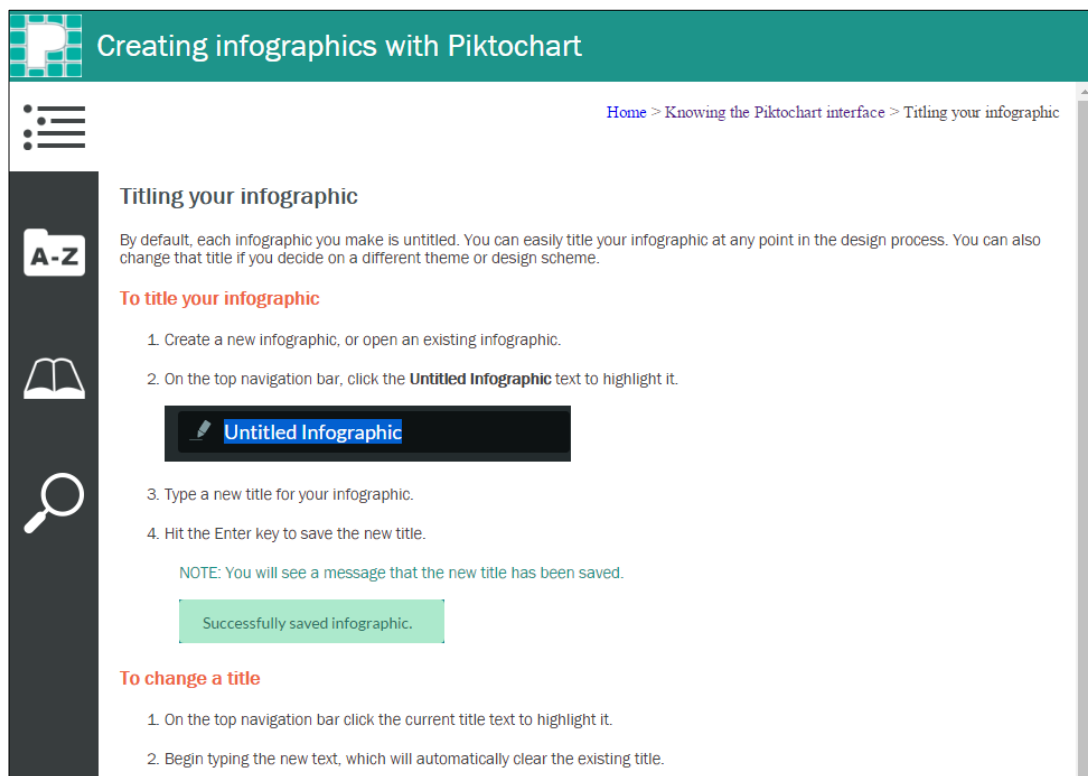 P
Creating infographics with Piktochart
Home > Knowing the Piktochart interface > Titling your infographic
Titling your infographic
A-Z
By default, each infographic you make is untitled. You can easily title your infographic at any point in the design process. You can also
change that title if you decide on a different theme or design scheme.
To title your infographic
1. Create a new infographic, or open an existing infographic.
2. On the top navigation bar, click the Untitled Infographic text to highlight it.
Untitled Infographic
3. Type a new title for your infographic.
4. Hit the Enter key to save the new title.
NOTE: You will see a message that the new title has been saved.
Successfully saved infographic.
To change a title
1. On the top navigation bar click the current title text to highlight it.
2. Begin typing the new text, which will automatically clear the existing title.